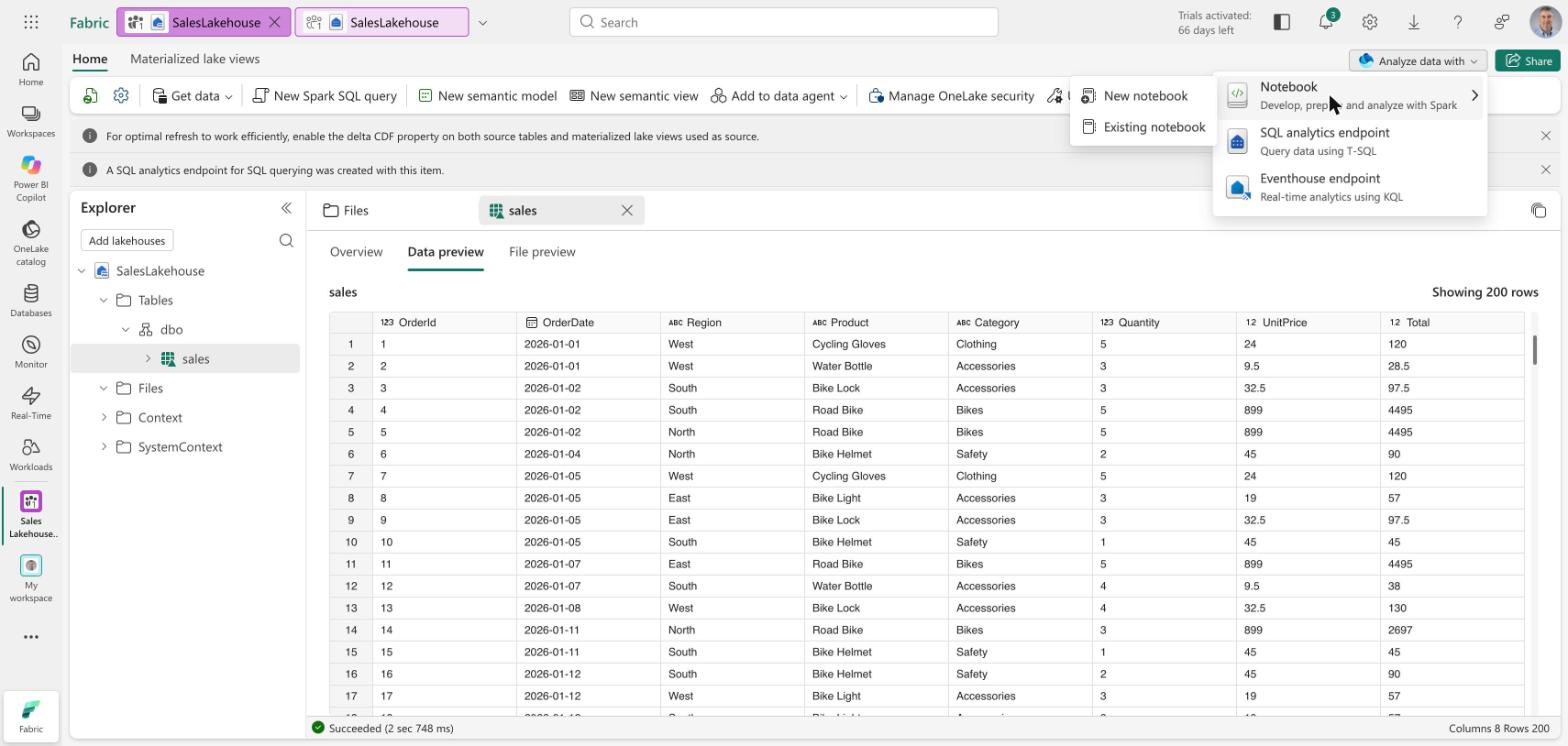 Fabric
SalesLakehouse
SalesLakehouse
Search
Trials activated:
66 days left
3
Home
Materialized lake views
Analyze data with
Share
Get data
New Spark SQL query
New semantic model
New semantic view
Add to data agent
Manage OneLake security
New notebook
Existing notebook
Notebook
Develop, and analyze with Spark
SQL analytics endpoint
Query data using T-SQL
Eventhouse endpoint
Real-time analytics using KQL
For optimal refresh to work efficiently, enable the delta CDF property on both source tables and materialized lake views used as source.
A SQL analytics endpoint for SQL querying was created with this item.
Home
Workspaces
Power BI
Copilot
OneLake
catalog
Databases
Monitor
Real-Time
Workloads
Sales
Lakehouse..
My
workspace
Fabric
Explorer
Add lakehouses
SalesLakehouse
Tables
dbo
sales
Files
Context
SystemContext
Files
sales
Overview
Data preview
File preview
sales
Showing 200 rows
123 OrderId OrderDate ABC Region ABC Product ABC Category 123 Quantity 12 UnitPrice 12 Total
1 1 2026-01-01 West Cycling Gloves Clothing 5 24 120
2 2 2026-01-01 West Water Bottle Accessories 3 9.5 28.5
3 3 2026-01-02 South Bike Lock Accessories 3 32.5 97.5
4 4 2026-01-02 South Road Bike Bikes 5 899 4495
5 5 2026-01-02 North Road Bike Bikes 5 899 4495
6 6 2026-01-04 North Bike Helmet Safety 2 45 90
7 7 2026-01-05 West Cycling Gloves Clothing 5 24 120
8 8 2026-01-05 East Bike Light Accessories 3 19 57
9 9 2026-01-05 East Bike Lock Accessories 3 32.5 97.5
10 10 2026-01-05 South Bike Helmet Safety 1 45 45
11 11 2026-01-07 East Road Bike Bikes 5 899 4495
12 12 2026-01-07 South Water Bottle Accessories 4 9.5 38
13 13 2026-01-08 West Bike Lock Accessories 4 32.5 130
14 14 2026-01-11 North Road Bike Bikes 3 899 2697
15 15 2026-01-11 South Bike Helmet Safety 1 45 45
16 16 2026-01-12 South Bike Helmet Safety 2 45 90
17 17 2026-01-12 West Bike Light Accessories 3 19 57
Succeeded (2 sec 748 ms)
Columns 8 Rows 200